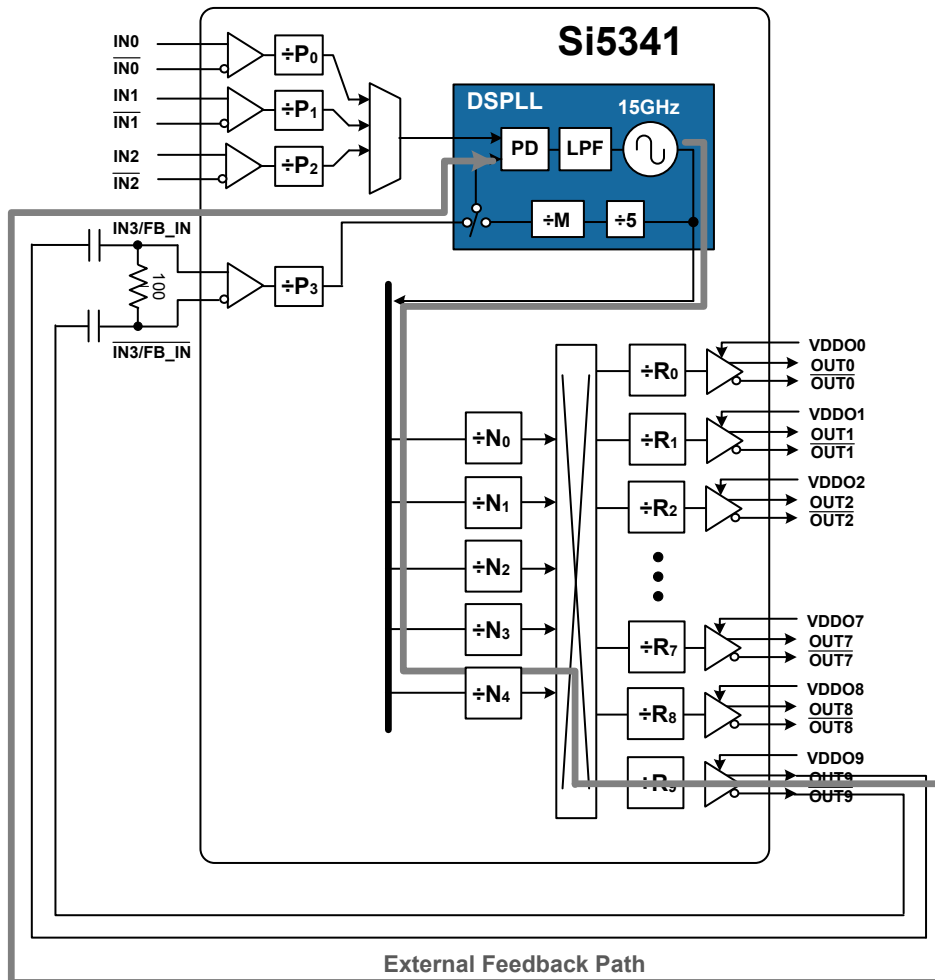 Si5341
IN0
IN0
÷P0
IN1
IN1
÷P1
IN2
IN2
÷P2
DSPLL
15GHz
PD
LPF
÷M
÷5
IN3/FB_IN
100
÷P3
IN3/FB_IN
÷N0
÷N1
÷N2
÷N3
÷N4
÷R0
VDDO0
OUT0
OUT0
÷R1
VDDO1
OUT1
OUT1
÷R2
VDDO2
OUT2
OUT2
÷R7
VDDO7
OUT7
OUT7
÷R8
VDDO8
OUT8
OUT8
÷R9
VDDO9
OUT9
OUT9
External Feedback Path